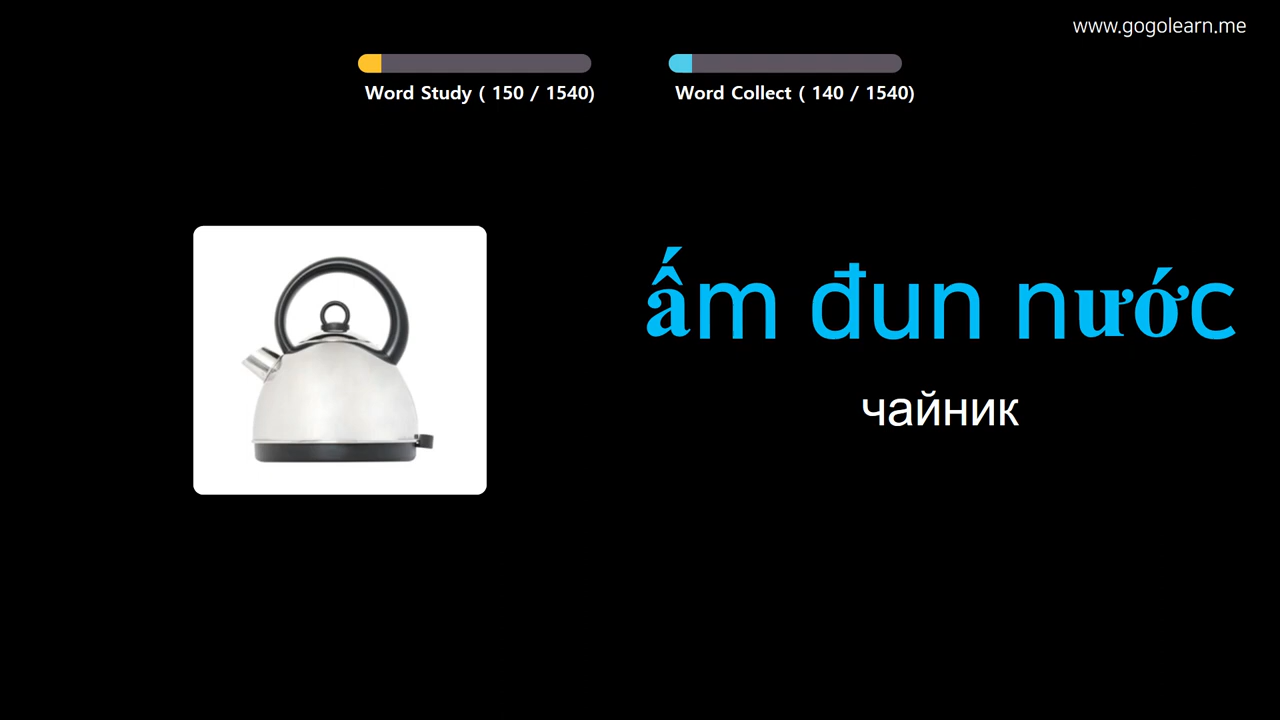 www.gogolearn.me
Word Study ( 150 / 1540)
Word Collect ( 140 / 1540)
ấm đun nước
чайник